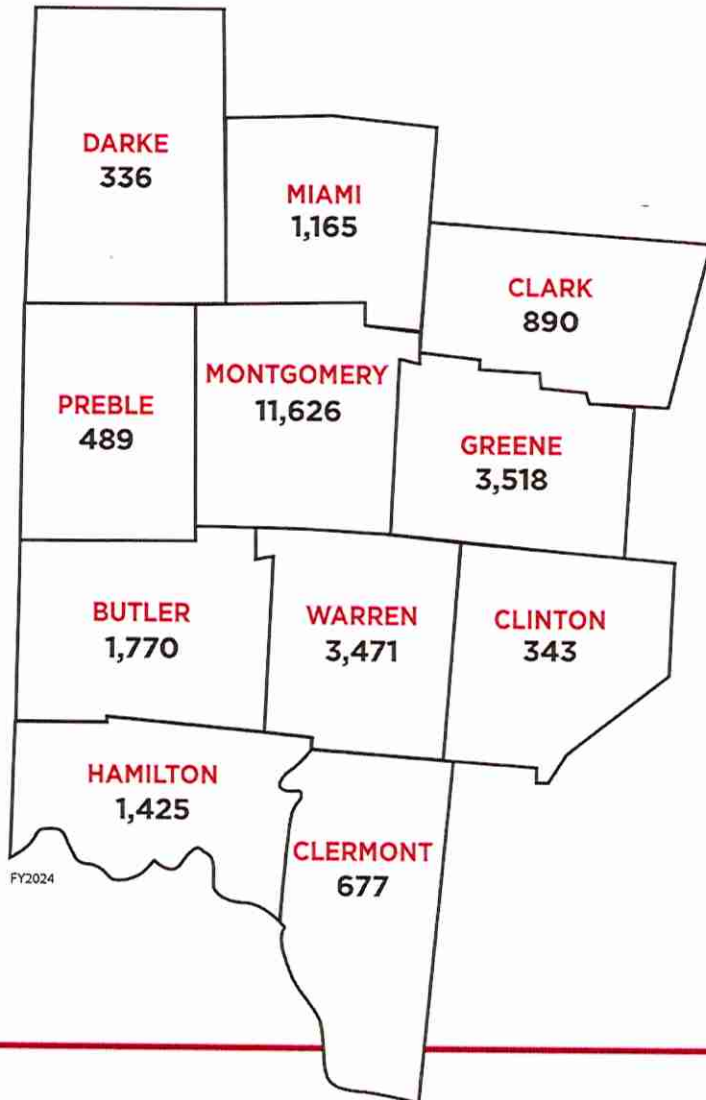 DARKE
336
MIAMI
1,165
CLARK
890
PREBLE
489
MONTGOMERY
11,626
GREENE
3,518
BUTLER
1,770
WARREN
3,471
CLINTON
343
HAMILTON
1,425
CLERMONT
677
FY2024